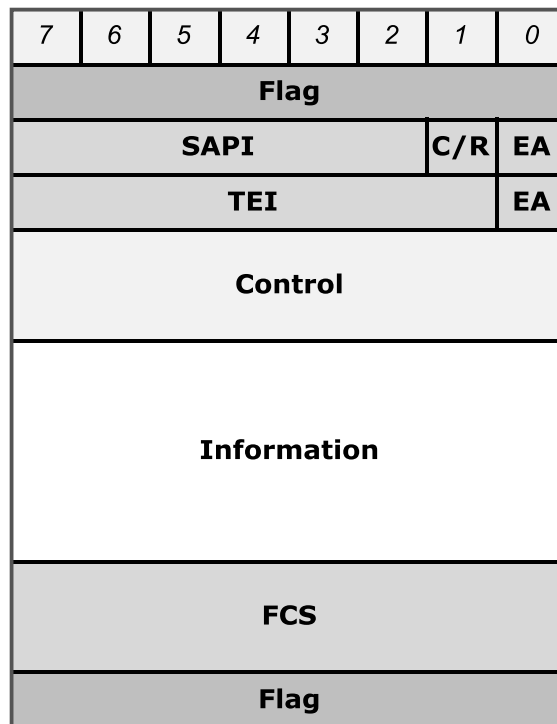 7 6 5 4 3 2 1 0
Flag
SAPI C/R EA
TEI EA
Control
Information
FCS
Flag